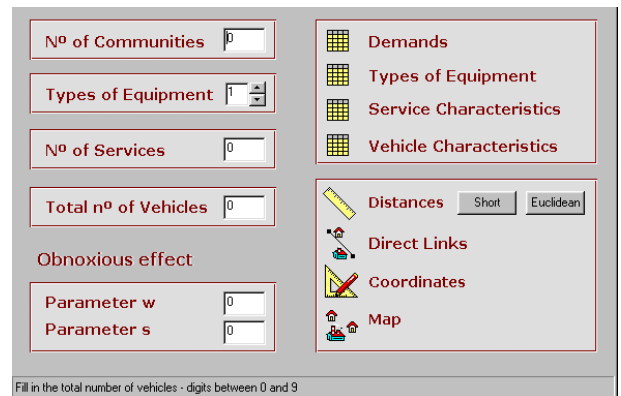 Nº of Communities 0
Types of Equipment 1
Nº of Services 0
Total nº of Vehicles 0
Obnoxious effect
Parameter w 0
Parameter s 0
Demands
Types of Equipment
Service Characteristics
Vehicle Characteristics
Distances Short Euclidean
Direct Links
Coordinates
Map
Fill in the total number of vehicles - digits between 0 and 9